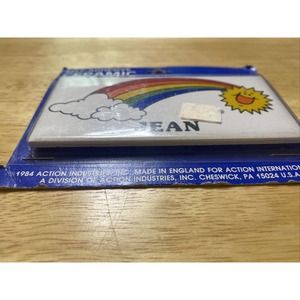 CERAMIC
EAN
1984 ACTION INDUSTRIES, INC. MADE IN ENGLAND FOR ACTION INTERNATIONAL
A DIVISION OF ACTION INDUSTRIES, INC. CHESWICK, PA 15024 U.S.A.